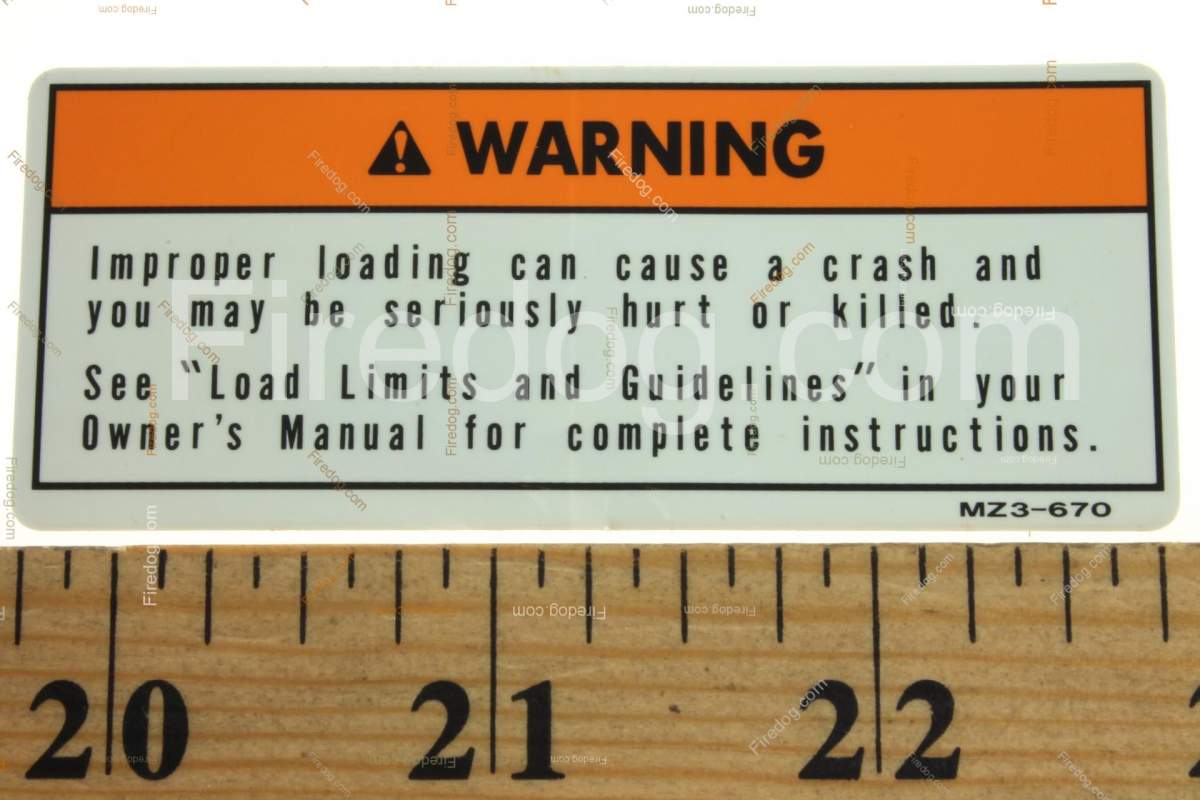 WARNING
Improper loading can cause a crash and
you may be seriously hurt or killed.
See "Load Limits and Guidelines" in your
Owner's Manual for complete instructions.
MZ3-670
Firedog.com
20 21 22